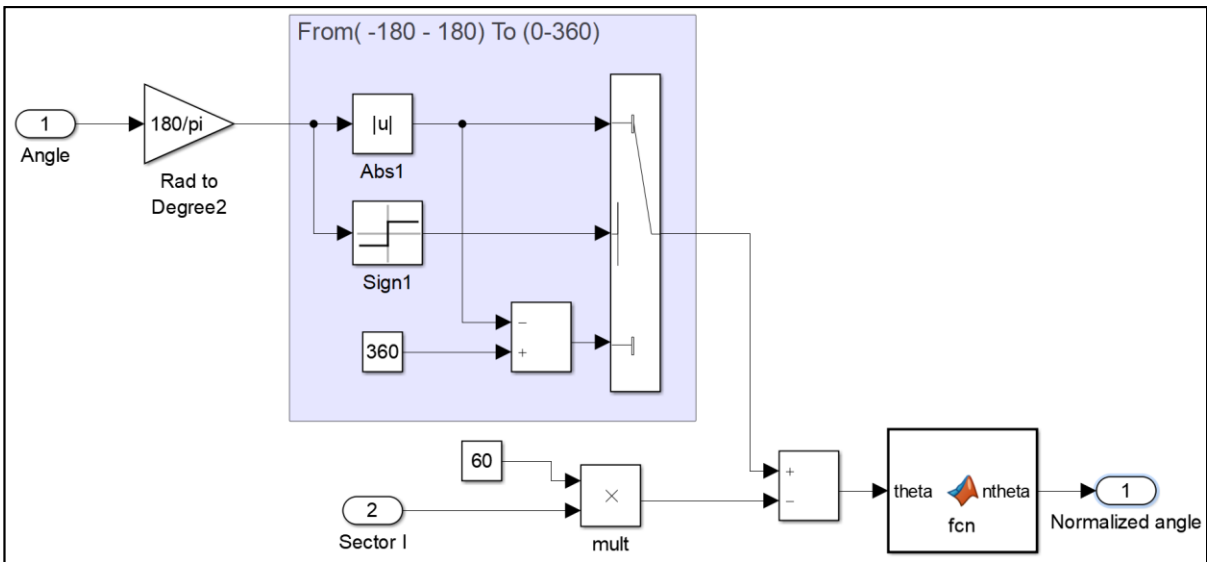 From( -180 - 180) To (0-360)
1
Angle
180/pi
Rad to
Degree2
|u|
Abs1
Sign1
360
−
+
60
2
Sector I
×
mult
+
−
theta
ntheta
fcn
1
Normalized angle